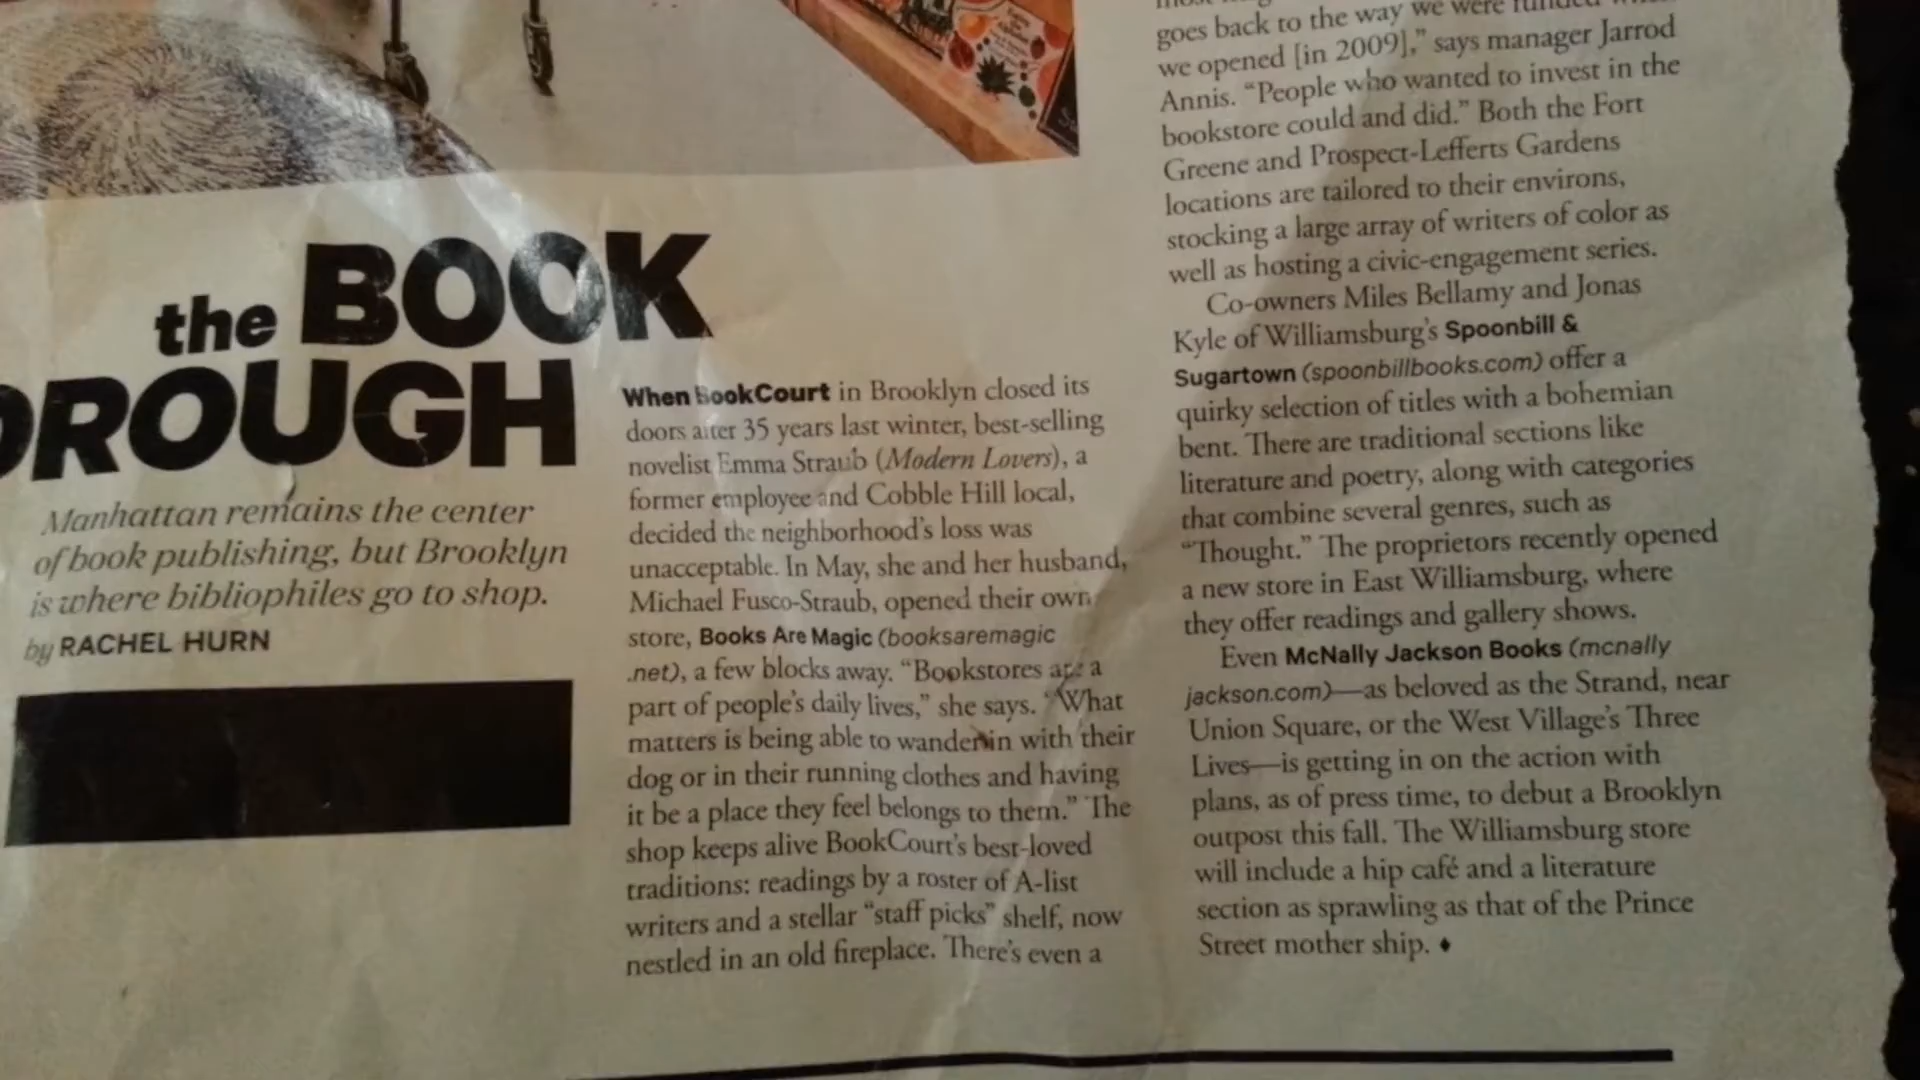 the BOOK
OROUGH
Manhattan remains the center
of book publishing, but Brooklyn
is where bibliophiles go to shop.
by RACHEL HURN
When BookCourt in Brooklyn closed its
doors after 35 years last winter, best-selling
novelist Emma Straub (Modern Lovers), a
former employee and Cobble Hill local,
decided the neighborhood's loss was
unacceptable. In May, she and her husband,
Michael Fusco-Straub, opened their own
store, Books Are Magic (booksaremagic
.net), a few blocks away. “Bookstores are a
part of people's daily lives,” she says. “What
matters is being able to wander in with their
dog or in their running clothes and having
it be a place they feel belongs to them.” The
shop keeps alive BookCourt's best-loved
traditions: readings by a roster of A-list
writers and a stellar “staff picks” shelf, now
nestled in an old fireplace. There's even a
goes back to the way we were funded
we opened [in 2009],” says manager Jarrod
Annis. “People who wanted to invest in the
bookstore could and did.” Both the Fort
Greene and Prospect-Lefferts Gardens
locations are tailored to their environs,
stocking a large array of writers of color as
well as hosting a civic-engagement series.
Co-owners Miles Bellamy and Jonas
Kyle of Williamsburg's Spoonbill &
Sugartown (spoonbillbooks.com) offer a
quirky selection of titles with a bohemian
bent. There are traditional sections like
literature and poetry, along with categories
that combine several genres, such as
“Thought.” The proprietors recently opened
a new store in East Williamsburg, where
they offer readings and gallery shows.
Even McNally Jackson Books (mcnally
jackson.com)—as beloved as the Strand, near
Union Square, or the West Village's Three
Lives—is getting in on the action with
plans, as of press time, to debut a Brooklyn
outpost this fall. The Williamsburg store
will include a hip café and a literature
section as sprawling as that of the Prince
Street mother ship. ♦